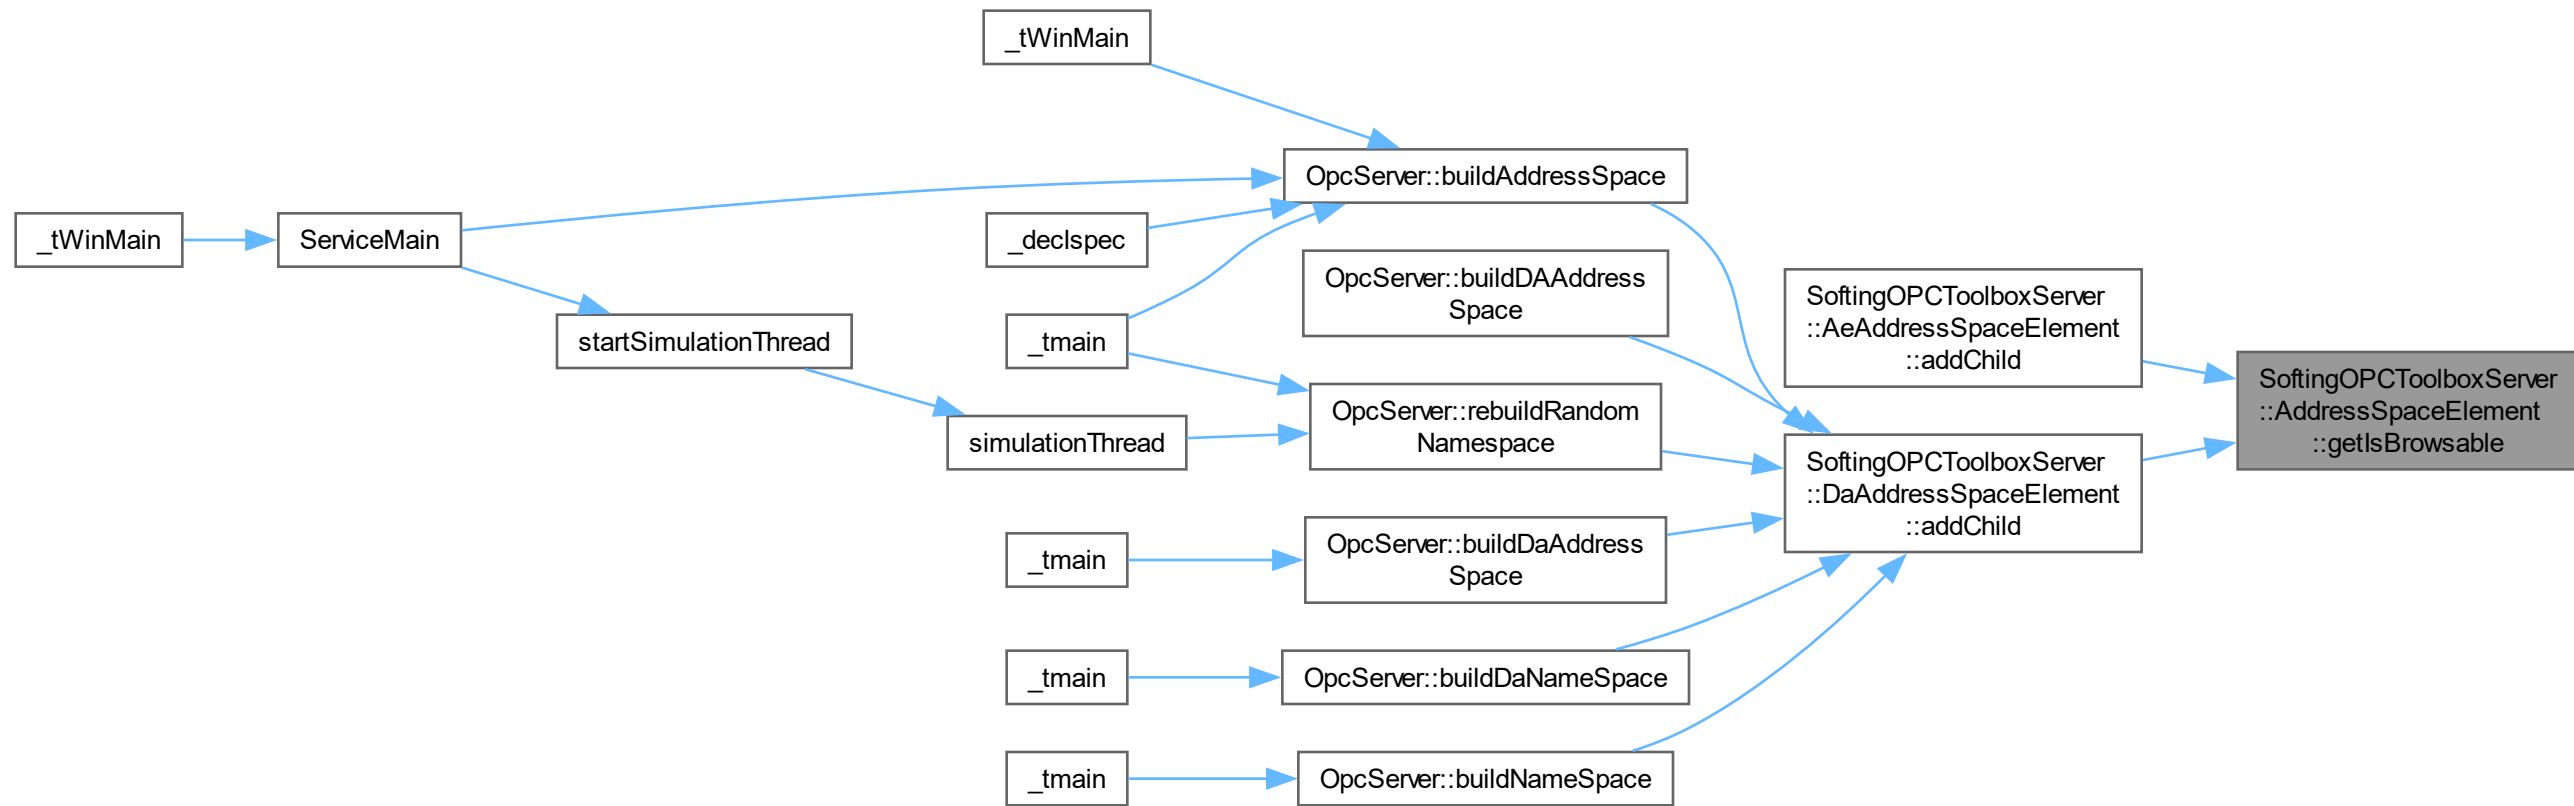 _tWinMain
OpcServer::buildAddressSpace
_tWinMain
ServiceMain
_declspec
OpcServer::buildDAAddress
Space
SoftingOPCToolboxServer
::AeAddressSpaceElement
::addChild
startSimulationThread
_tmain
SoftingOPCToolboxServer
::AddressSpaceElement
::getIsBrowsable
simulationThread
OpcServer::rebuildRandom
Namespace
SoftingOPCToolboxServer
::DaAddressSpaceElement
::addChild
_tmain
OpcServer::buildDaAddress
Space
_tmain
OpcServer::buildDaNameSpace
_tmain
OpcServer::buildNameSpace